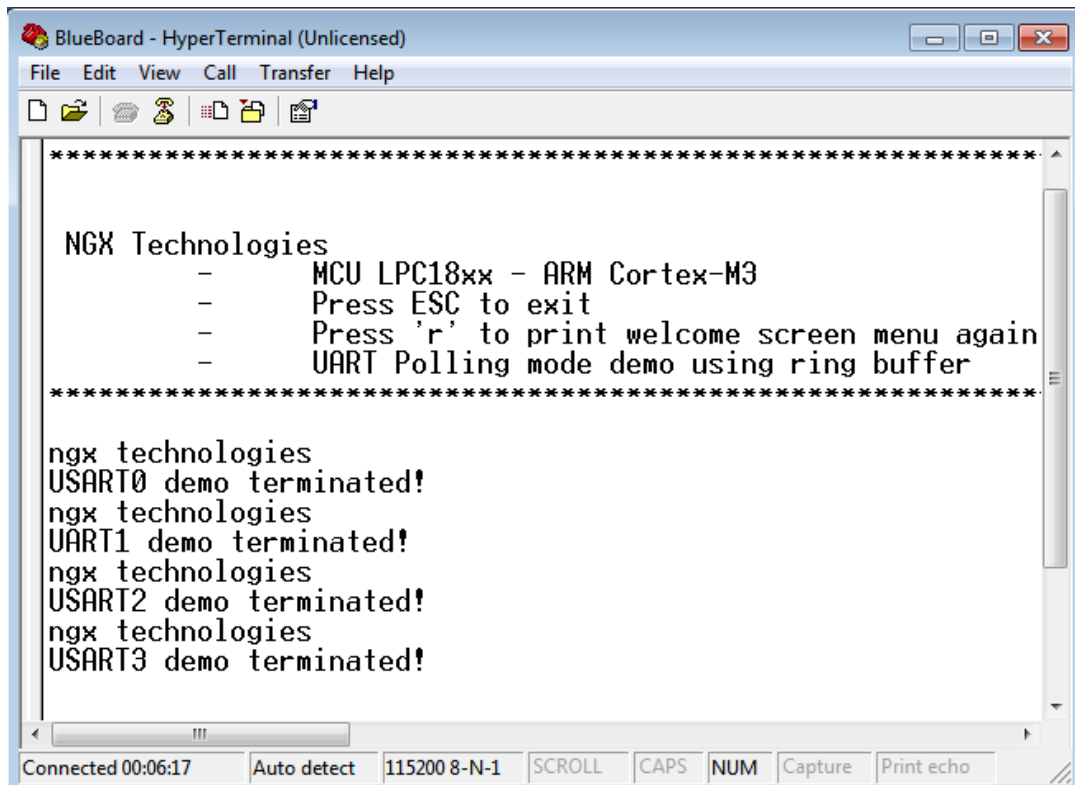 BlueBoard - HyperTerminal (Unlicensed)
File Edit View Call Transfer Help
************************************************************
NGX Technologies
- MCU LPC18xx - ARM Cortex-M3
- Press ESC to exit
- Press 'r' to print welcome screen menu again
- UART Polling mode demo using ring buffer
************************************************************
ngx technologies
USART0 demo terminated!
ngx technologies
UART1 demo terminated!
ngx technologies
USART2 demo terminated!
ngx technologies
USART3 demo terminated!
Connected 00:06:17 Auto detect 115200 8-N-1 SCROLL CAPS NUM Capture Print echo